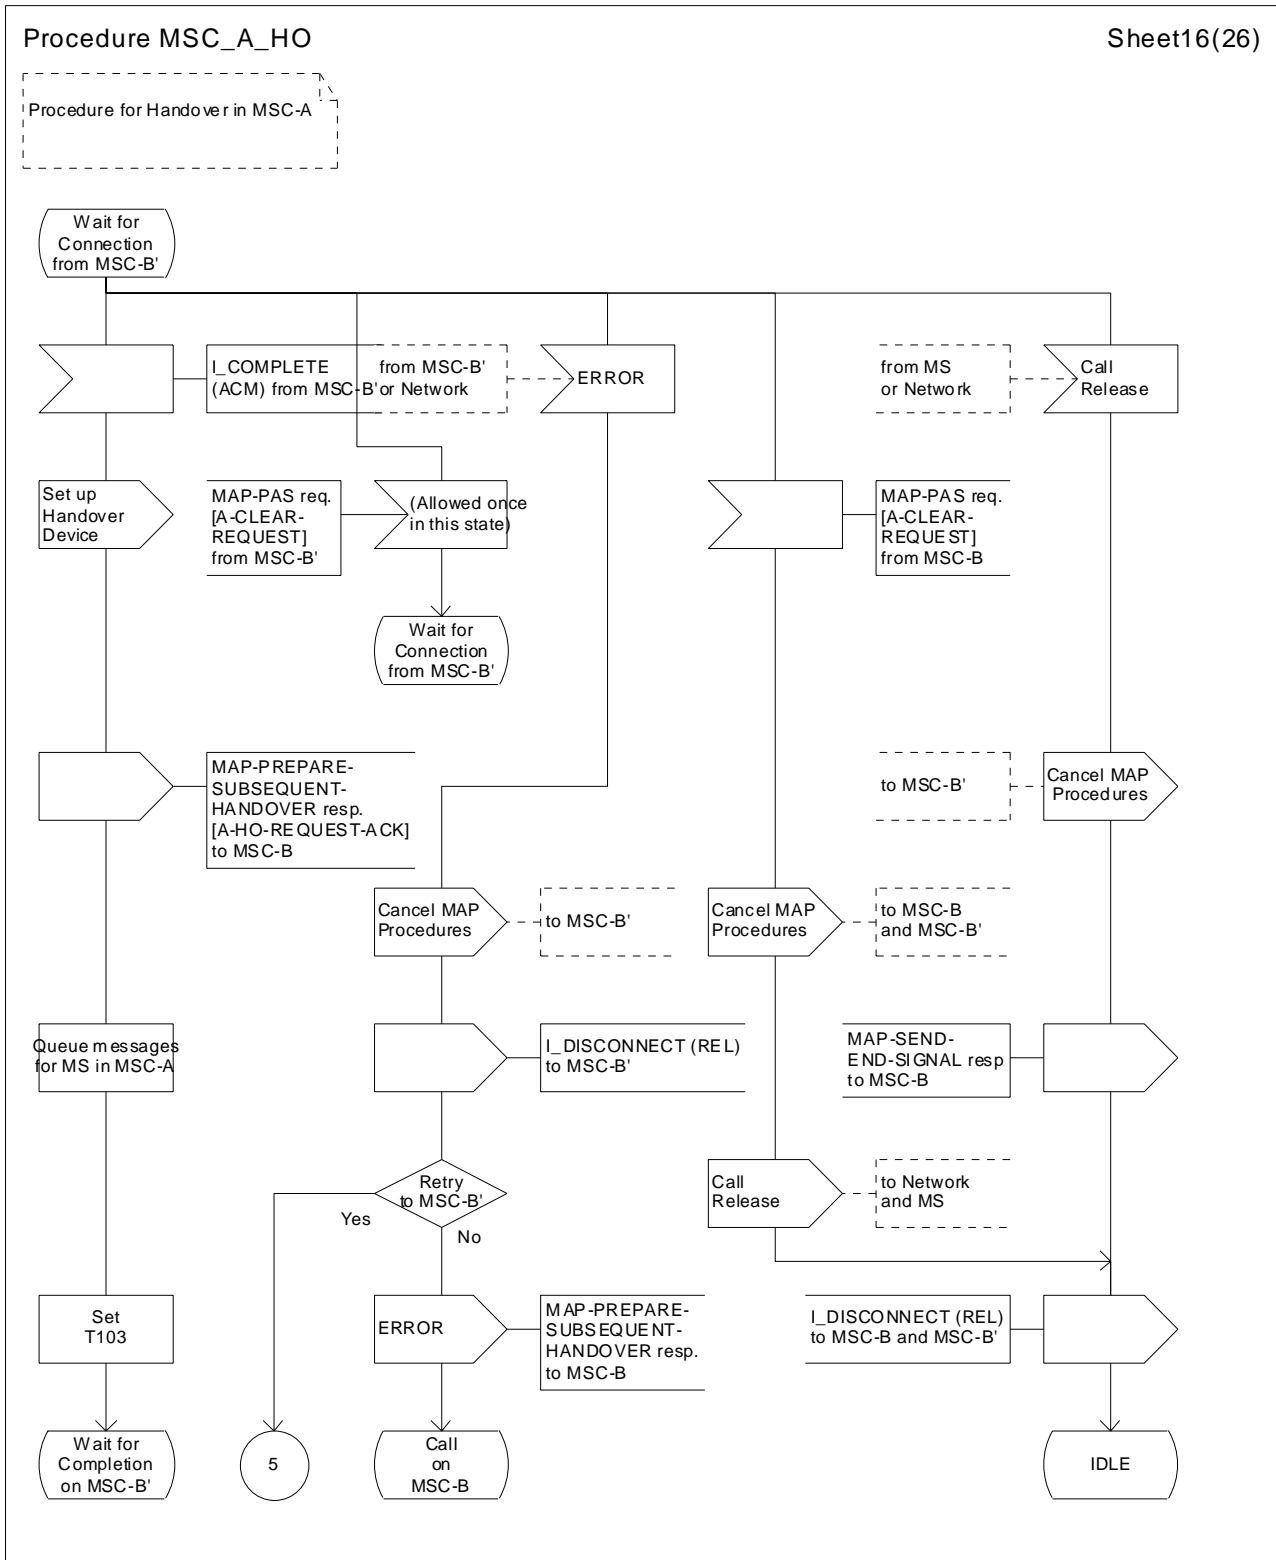 Procedure MSC_A_HO
Sheet16(26)
Procedure for Handover in MSC-A
Wait for
Connection
from MSC-B'
I_COMPLETE
(ACM) from MSC-B'
from MSC-B'
or Network
ERROR
from MS
or Network
Call
Release
Set up
Handover
Device
MAP-PAS req.
[A-CLEAR-
REQUEST]
from MSC-B'
(Allowed once
in this state)
MAP-PAS req.
[A-CLEAR-
REQUEST]
from MSC-B
Wait for
Connection
from MSC-B'
MAP-PREPARE-
SUBSEQUENT-
HANDOVER resp.
[A-HO-REQUEST-ACK]
to MSC-B
to MSC-B'
Cancel MAP
Procedures
Cancel MAP
Procedures
to MSC-B'
Cancel MAP
Procedures
to MSC-B
and MSC-B'
Queue messages
for MS in MSC-A
I_DISCONNECT (REL)
to MSC-B'
MAP-SEND-
END-SIGNAL resp
to MSC-B
Retry
to MSC-B'
Yes
No
Call
Release
to Network
and MS
Set
T103
ERROR
MAP-PREPARE-
SUBSEQUENT-
HANDOVER resp.
to MSC-B
I_DISCONNECT (REL)
to MSC-B and MSC-B'
Wait for
Completion
on MSC-B'
5
Call
on
MSC-B
IDLE